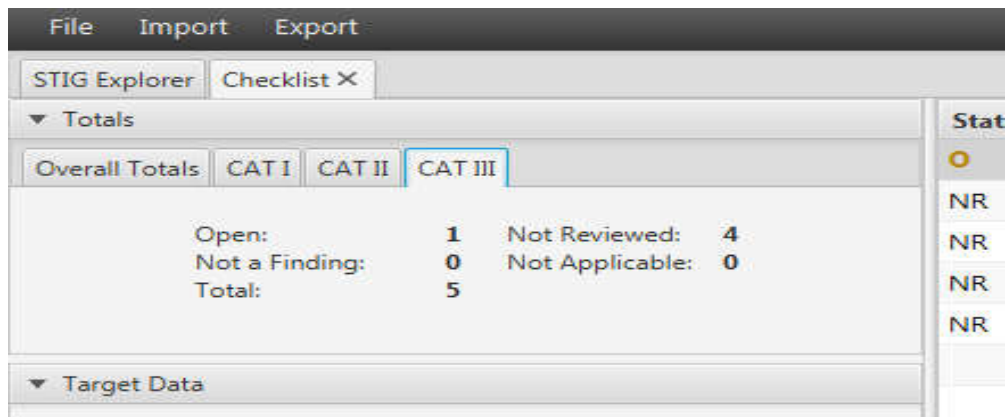 File Import Export
STIG Explorer Checklist
Totals
Overall Totals CAT I CAT II CAT III
Open: 1 Not Reviewed: 4
Not a Finding: 0 Not Applicable: 0
Total: 5
Target Data
Stat
O
NR
NR
NR
NR